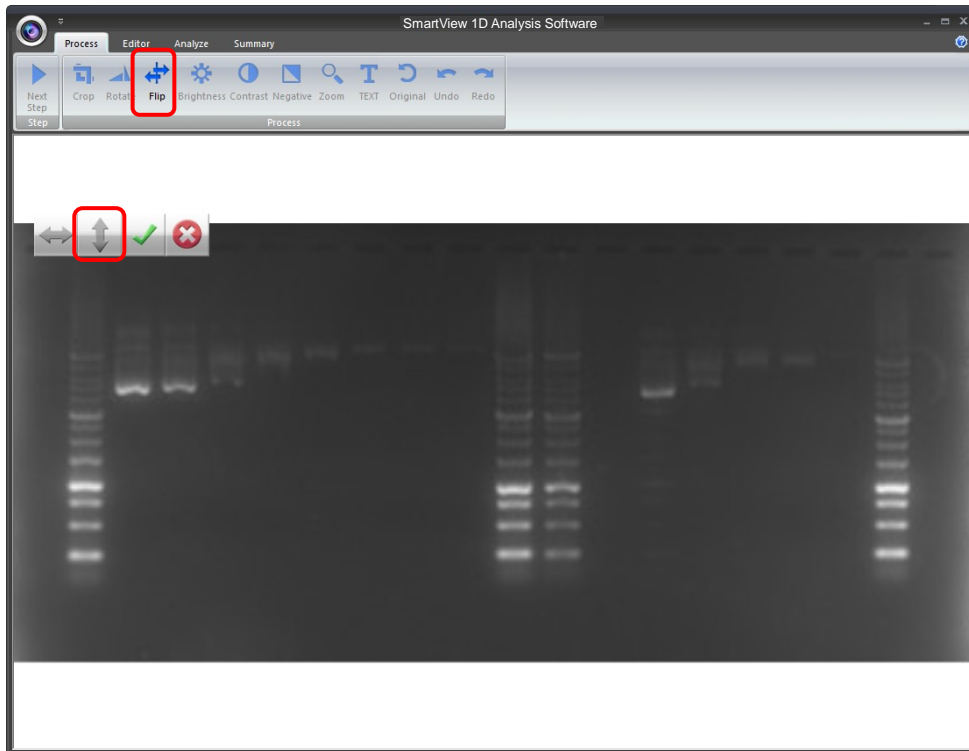 SmartView 1D Analysis Software
Process Editor Analyze Summary
Next Step
Crop Rotate Flip Brightness Contrast Negative Zoom TEXT Original Undo Redo
Step Process